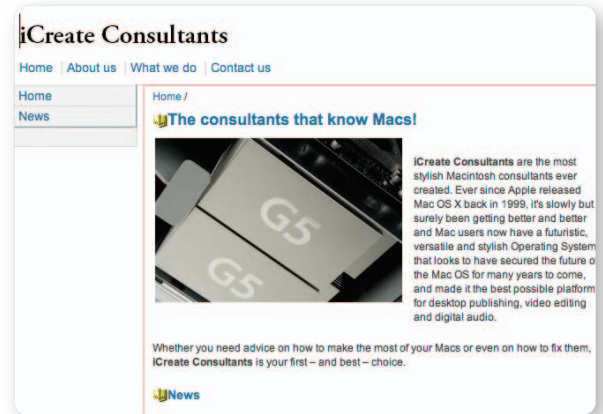 iCreate Consultants
Home About us What we do Contact us
Home
News
Home /
The consultants that know Macs!
G5
G5
iCreate Consultants are the most
stylish Macintosh consultants ever
created. Ever since Apple released
Mac OS X back in 1999, it's slowly but
surely been getting better and better
and Mac users now have a futuristic,
versatile and stylish Operating System
that looks to have secured the future o
the Mac OS for many years to come,
and made it the best possible platform
for desktop publishing, video editing
and digital audio.
Whether you need advice on how to make the most of your Macs or even on how to fix them,
iCreate Consultants is your first – and best – choice.
News